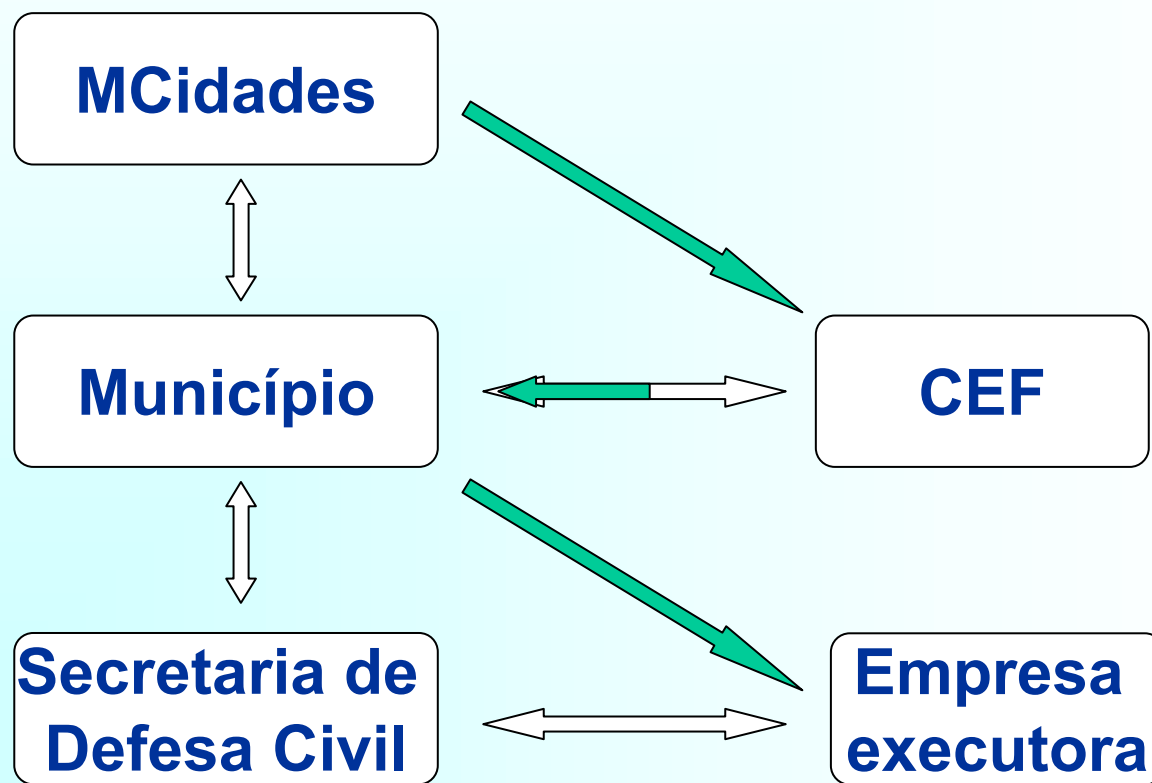 MCidades
Município
CEF
Secretaria de
Defesa Civil
Empresa
executora